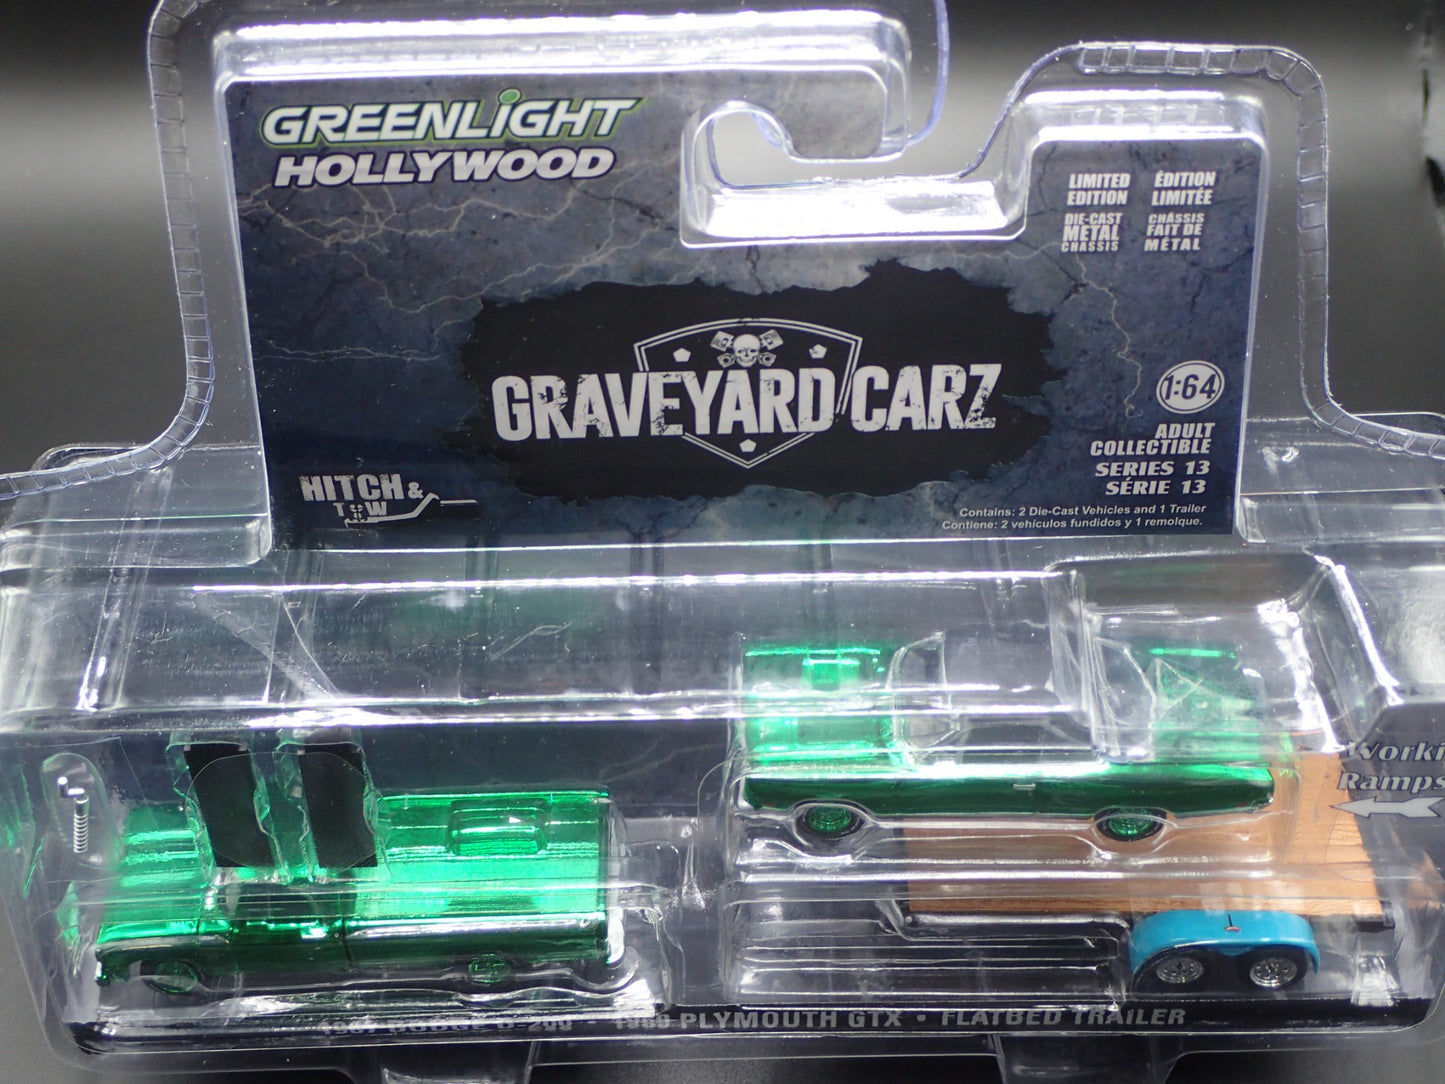 GREENLiGHT
HOLLYWOOD
LIMITED EDITION
ÉDITION LIMITÉE
DIE-CAST METAL CHASSIS
CHÂSSIS FAIT DE MÉTAL
GRAVEYARD CARZ
1:64
ADULT
COLLECTIBLE
SERIES 13
SÉRIE 13
HITCH &
TOW
Contains: 2 Die-Cast Vehicles and 1 Trailer
Contiene: 2 vehículos fundidos y 1 remolque.
Ramps
DODGE D-200 • PLYMOUTH GTX • FLATBED TRAILER